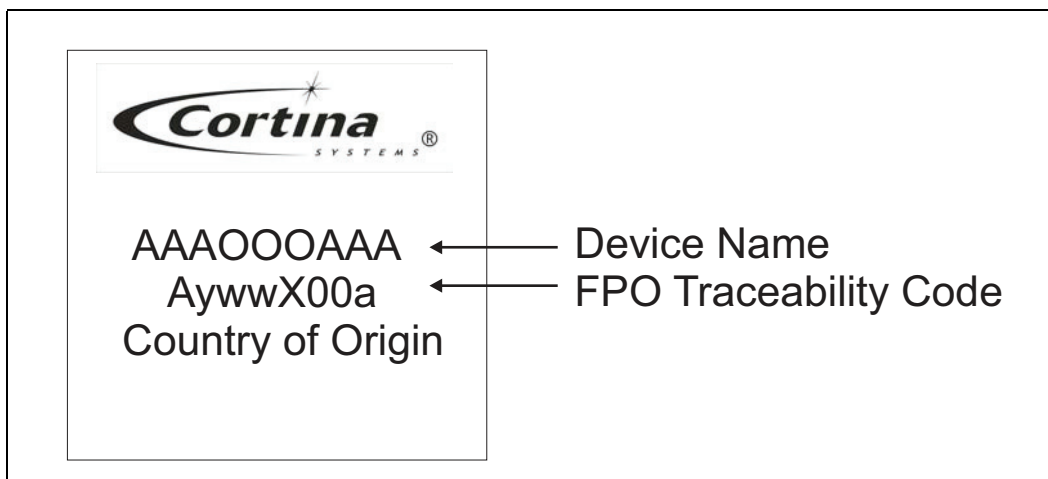 Cortina
SYSTEMS ®
AAAOOOAAA
Device Name
AywwX00a
FPO Traceability Code
Country of Origin